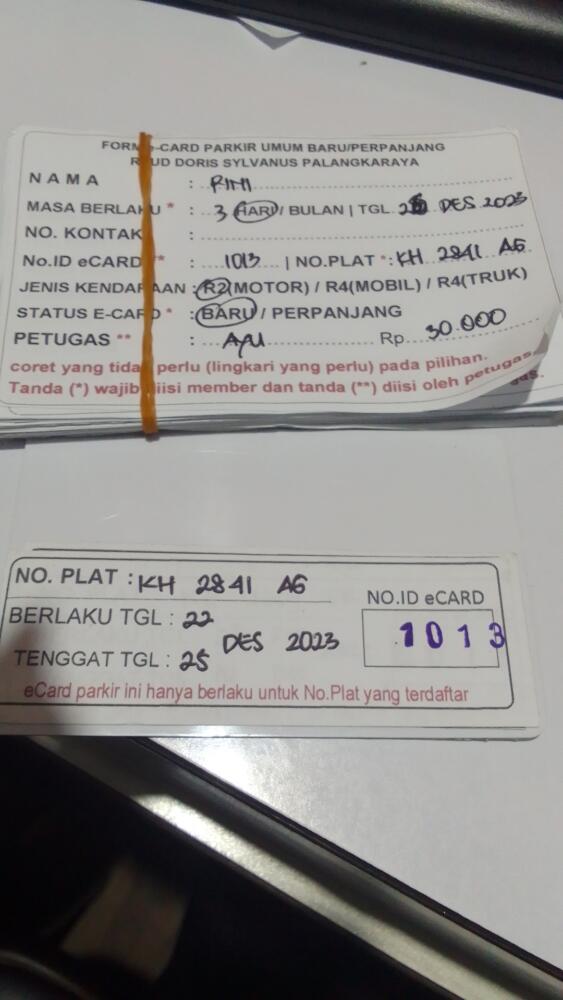 FORM e-CARD PARKIR UMUM BARU/PERPANJANG
RSUD DORIS SYLVANUS PALANGKARAYA
NAMA : RINI
MASA BERLAKU * : 3 HARI / BULAN | TGL. DES 2023
NO. KONTAK :
No.ID eCARD ** : 1013 | NO.PLAT *: KH 2841 AG
JENIS KENDARAAN : R2(MOTOR) / R4(MOBIL) / R4(TRUK)
STATUS E-CARD * : BARU / PERPANJANG
PETUGAS ** : AYU Rp. 30.000
coret yang tidak perlu (lingkari yang perlu) pada pilihan.
Tanda (*) wajib diisi member dan tanda (**) diisi oleh petugas.
NO. PLAT : KH 2841 AG
NO.ID eCARD
BERLAKU TGL : 22
1013
DES 2023
TENGGAT TGL : 25
eCard parkir ini hanya berlaku untuk No.Plat yang terdaftar